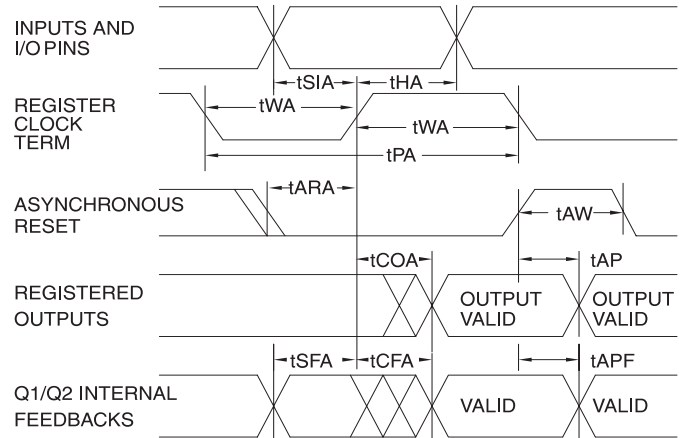 INPUTS AND
I/O PINS
tSIA
tHA
REGISTER
CLOCK
TERM
tWA
tWA
tPA
tARA
ASYNCHRONOUS
RESET
tAW
tCOA
tAP
REGISTERED
OUTPUTS
OUTPUT
VALID
OUTPUT
VALID
tSFA
tCFA
tAPF
Q1/Q2 INTERNAL
FEEDBACKS
VALID
VALID